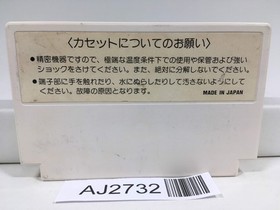 〈カセットについてのお願い〉
●精密機器ですので、極端な温度条件下での使用や保管および強い
ショックをさけてください。また、絶対に分解しないでください。
●端子部に手を触れたり、水にぬらしたりして汚さないようにして
ください。故障の原因となります。
MADE IN JAPAN
AJ2732